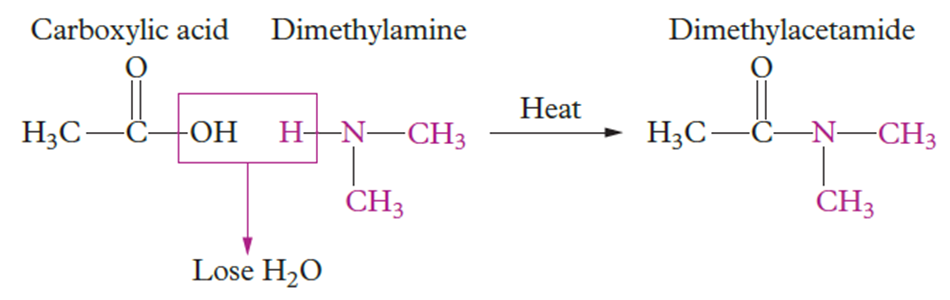 Carboxylic acid Dimethylamine Dimethylacetamide
O O
Heat
H₃C C OH H N CH₃ H₃C C N CH₃
CH₃ CH₃
Lose H₂O